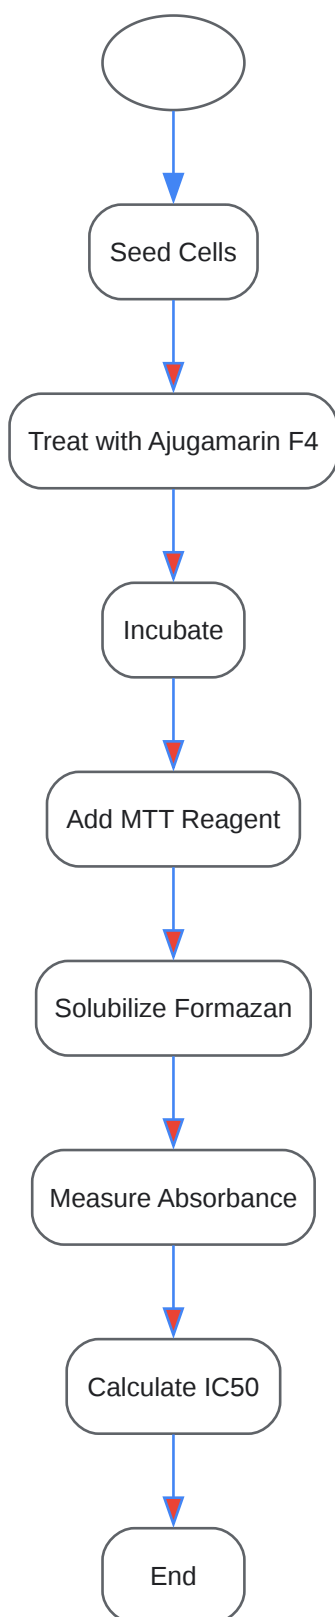 Seed Cells
Treat with Ajugamarin F4
Incubate
Add MTT Reagent
Solubilize Formazan
Measure Absorbance
Calculate IC50
End